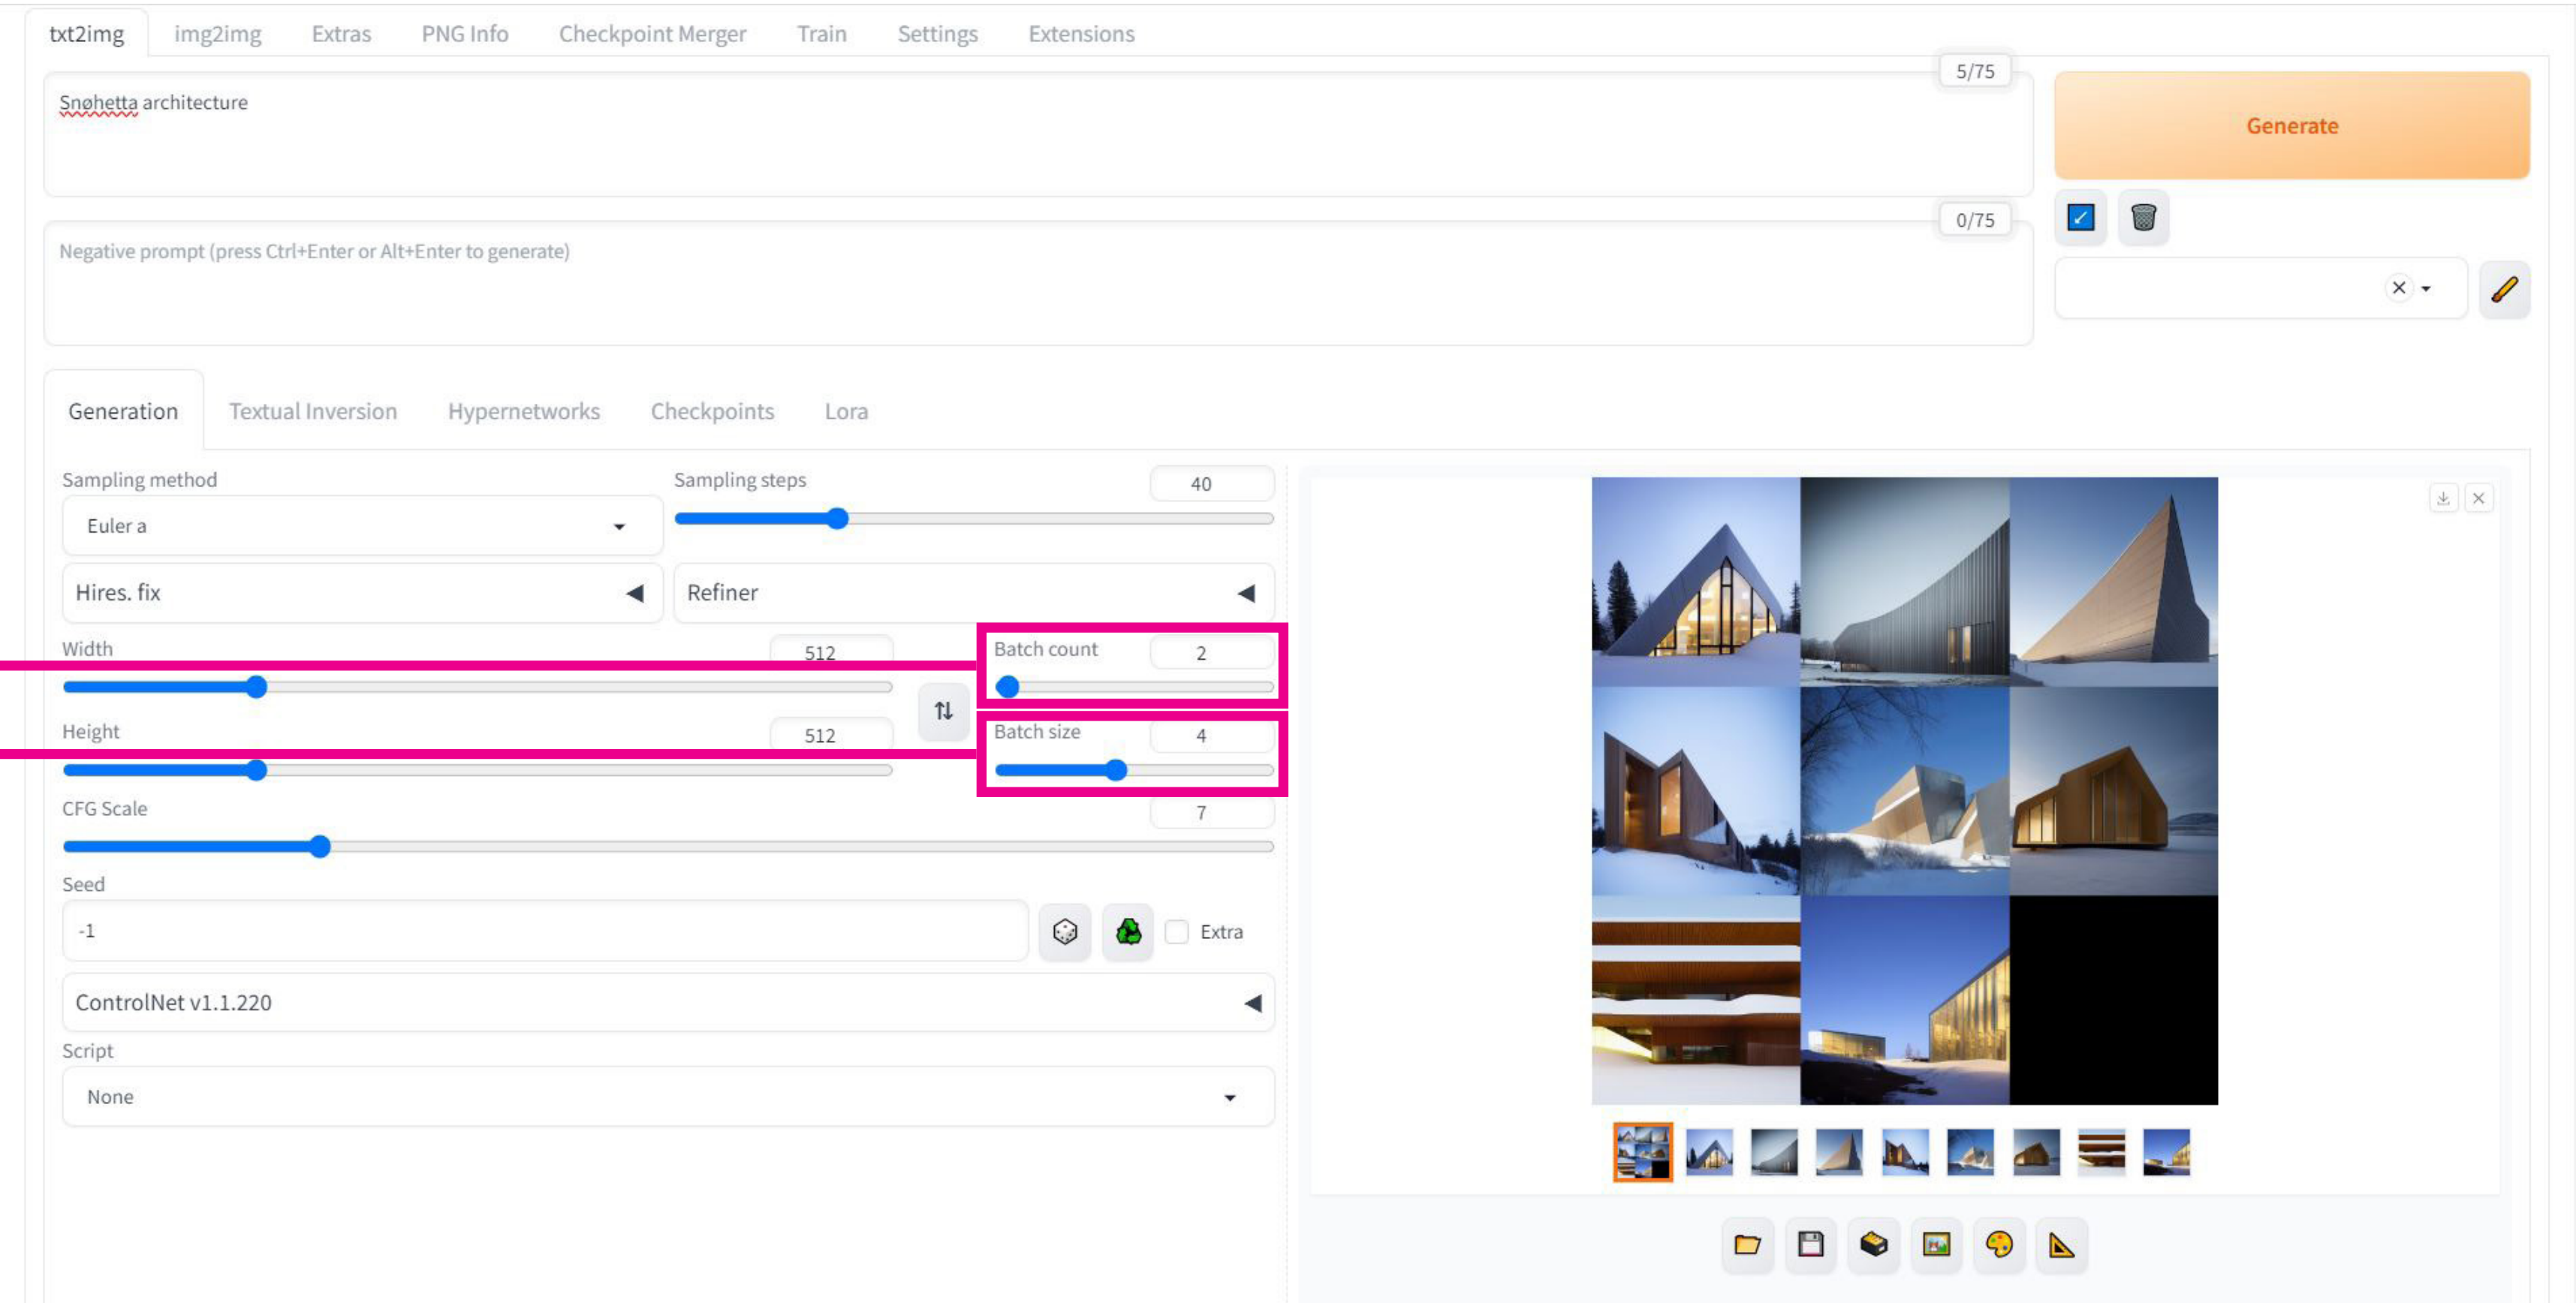 txt2img img2img Extras PNG Info Checkpoint Merger Train Settings Extensions
5/75
Snøhetta architecture
Generate
0/75
Negative prompt (press Ctrl+Enter or Alt+Enter to generate)
Generation Textual Inversion Hypernetworks Checkpoints Lora
Sampling method
Euler a
Sampling steps
40
Hires. fix
Refiner
Width
512
Batch count
2
Height
512
Batch size
4
CFG Scale
7
Seed
-1
Extra
ControlNet v1.1.220
Script
None